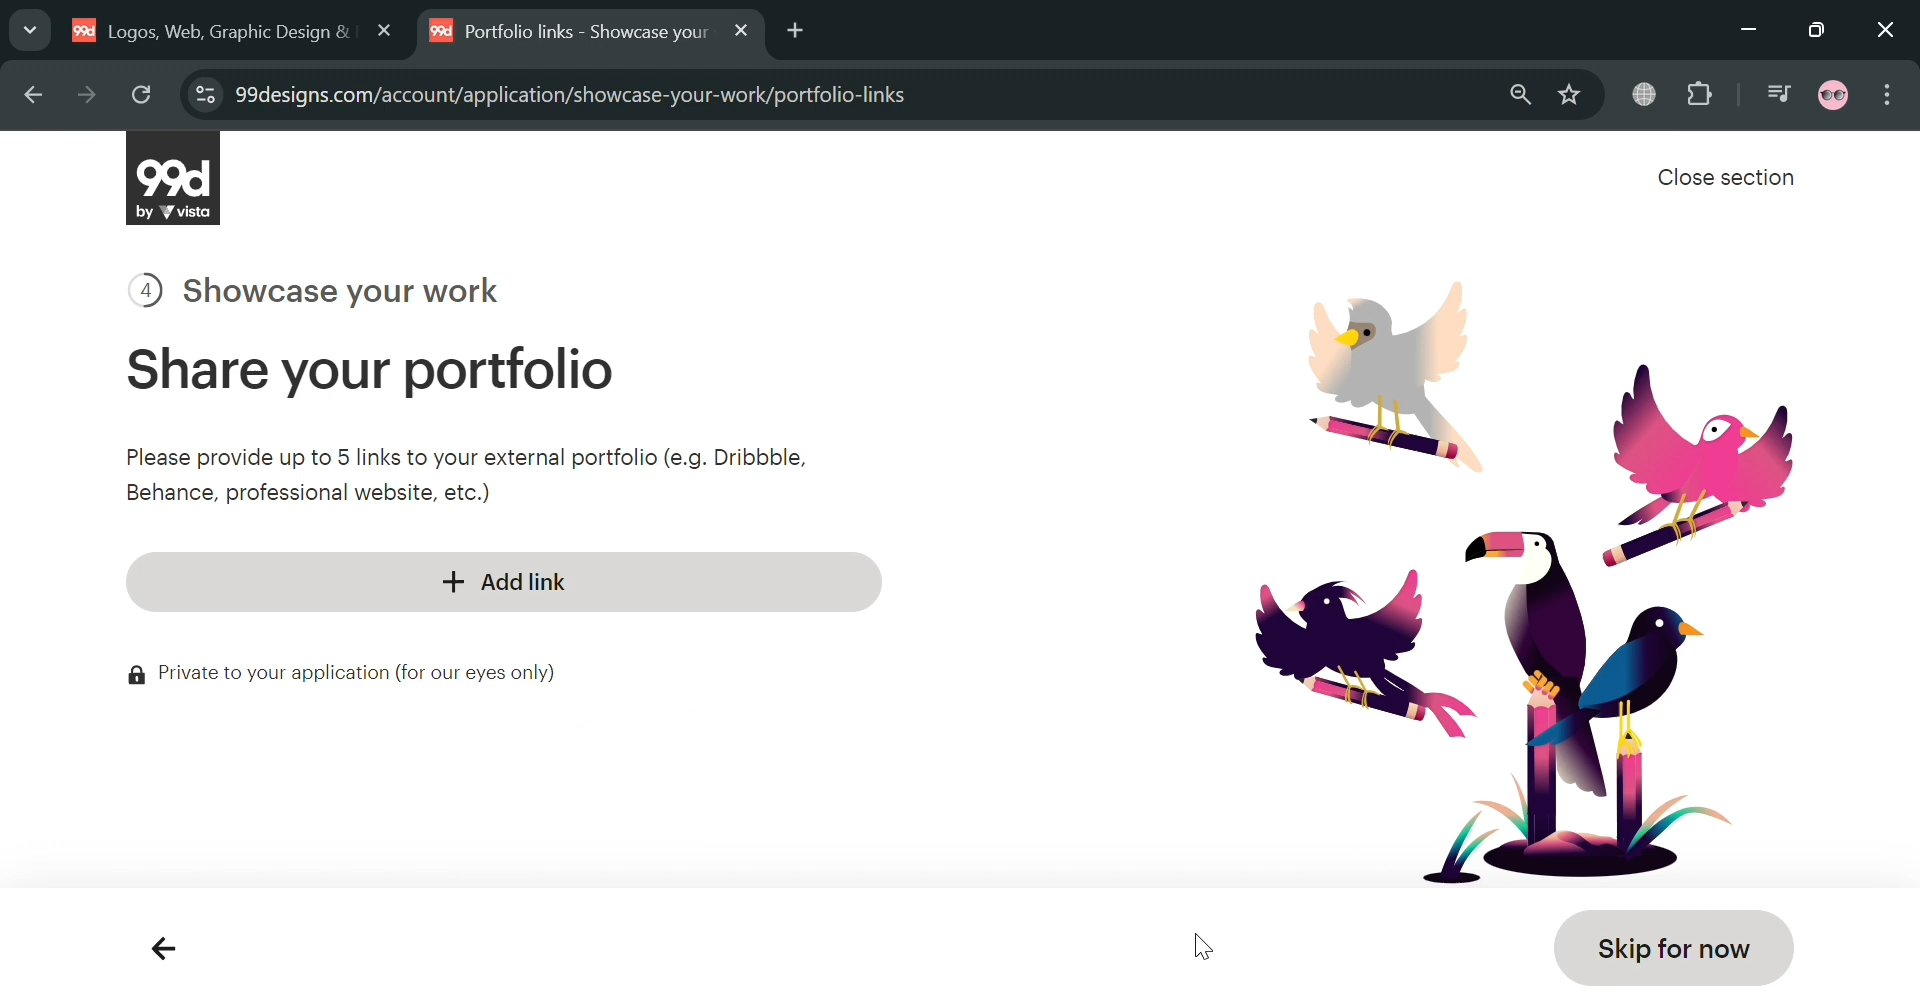 99d Logos, Web, Graphic Design &
99d Portfolio links - Showcase your
99designs.com/account/application/showcase-your-work/portfolio-links
99d
by vista
Close section
4 Showcase your work
Share your portfolio
Please provide up to 5 links to your external portfolio (e.g. Dribbble,
Behance, professional website, etc.)
+ Add link
Private to your application (for our eyes only)
Skip for now